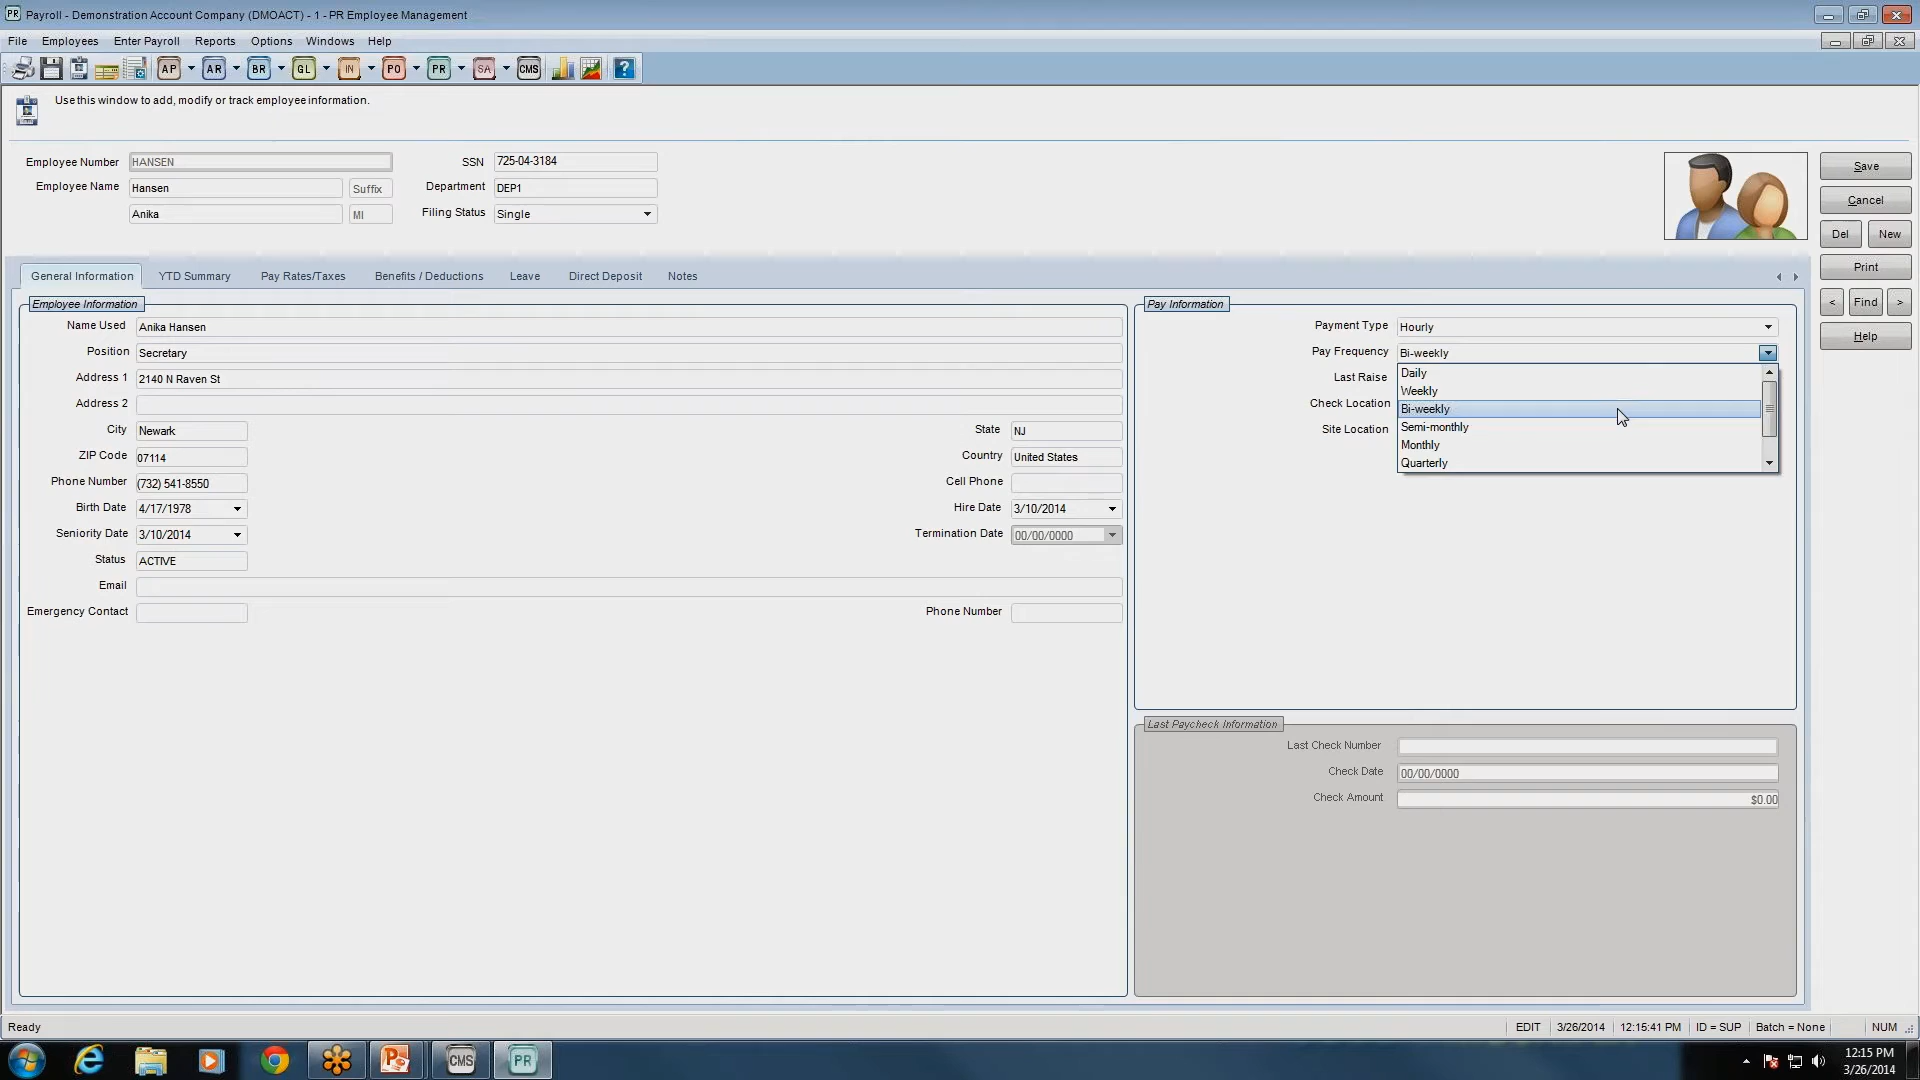 Payroll - Demonstration Account Company (DMOACT) - 1 - PR Employee Management
File Employees Enter Payroll Reports Options Windows Help
AP AR BR GL IN PO PR SA CMS ?
Use this window to add, modify or track employee information.
Employee Number HANSEN SSN 725-04-3184
Employee Name Hansen Suffix Department DEP1
Anika MI Filing Status Single
Save
Cancel
Del New
Print
< Find >
Help
General Information YTD Summary Pay Rates/Taxes Benefits / Deductions Leave Direct Deposit Notes
Employee Information
Name Used Anika Hansen
Position Secretary
Address 1 2140 N Raven St
Address 2
City Newark State NJ
ZIP Code 07114 Country United States
Phone Number (732) 541-8550 Cell Phone
Birth Date 4/17/1978 Hire Date 3/10/2014
Seniority Date 3/10/2014 Termination Date 00/00/0000
Status ACTIVE
Email
Emergency Contact Phone Number
Pay Information
Payment Type Hourly
Pay Frequency Bi-weekly
Last Raise
Check Location
Site Location
Daily
Weekly
Bi-weekly
Semi-monthly
Monthly
Quarterly
Last Paycheck Information
Last Check Number
Check Date 00/00/0000
Check Amount $0.00
Ready EDIT 3/26/2014 12:15:41 PM ID = SUP Batch = None NUM
CMS PR 12:15 PM
3/26/2014